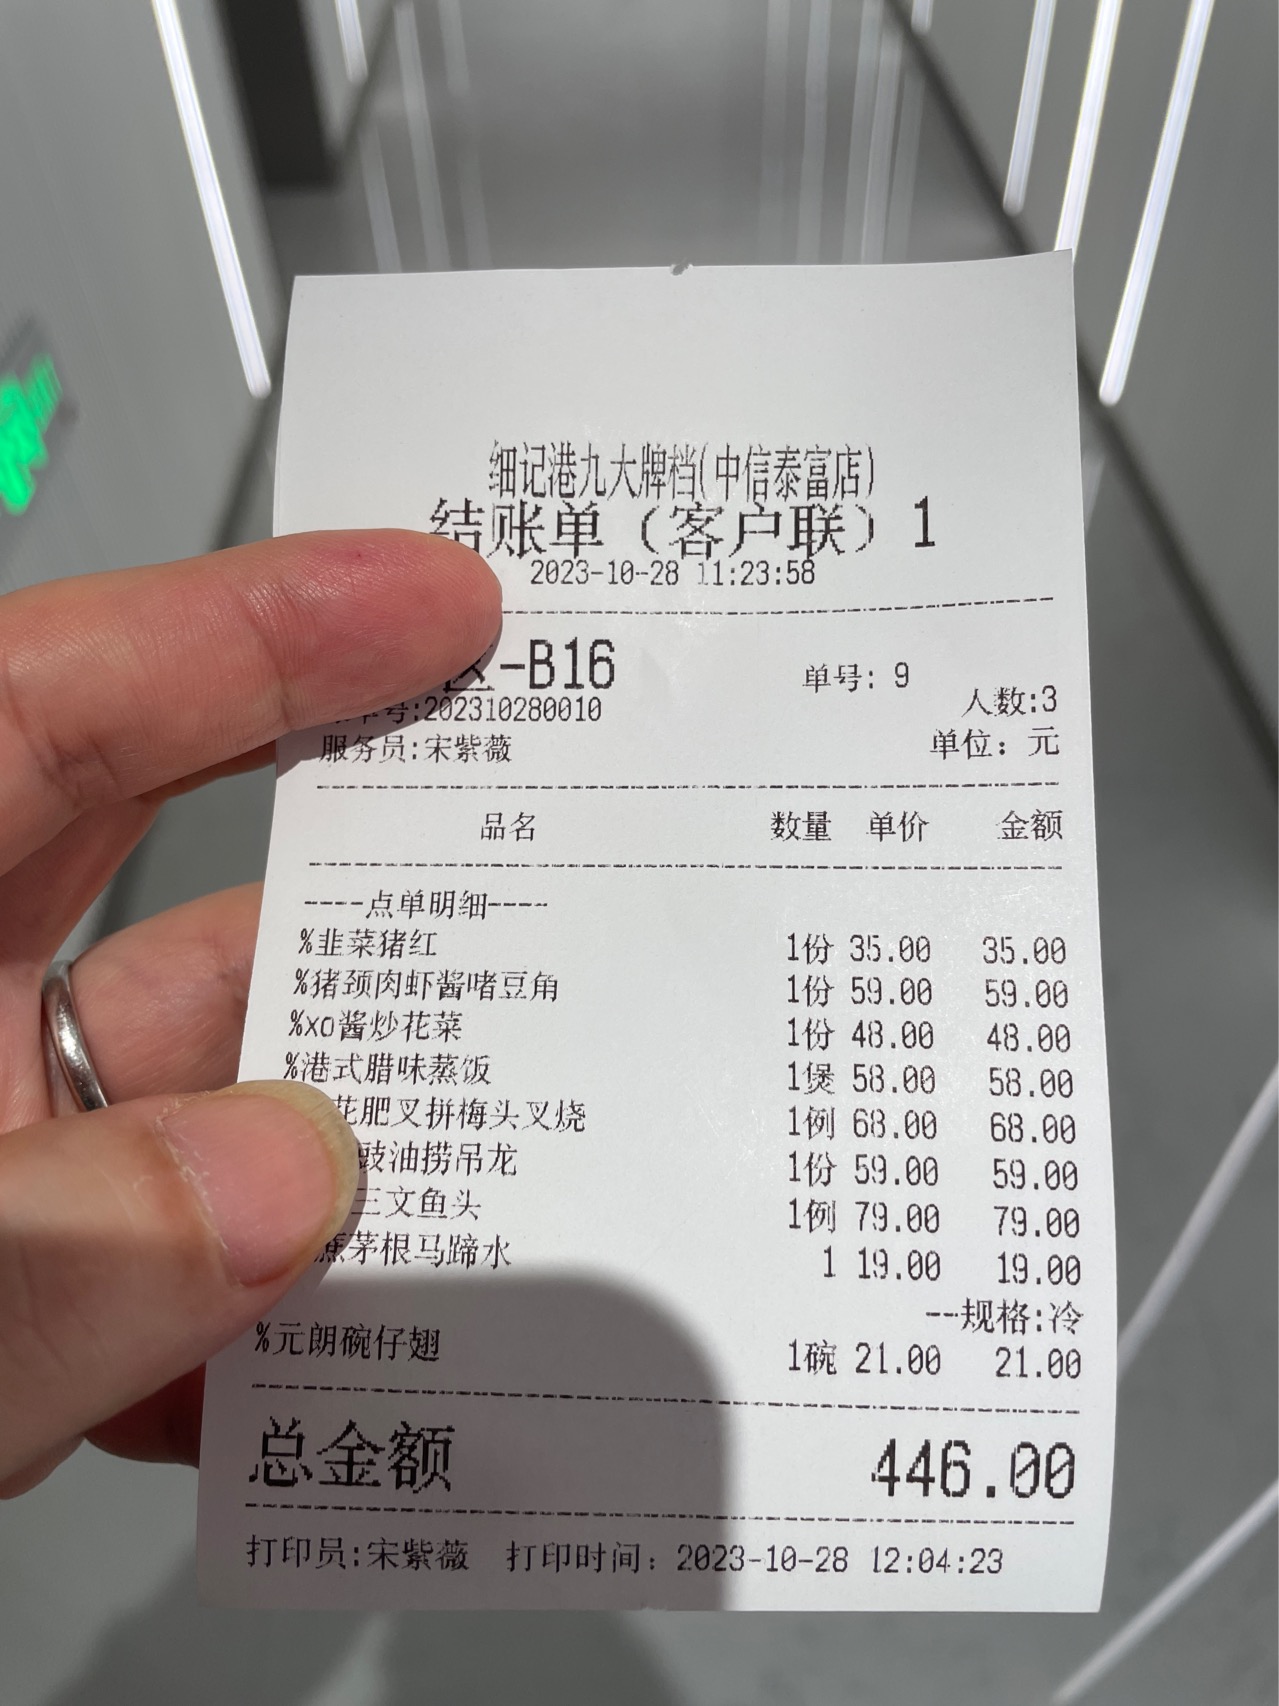 细记港九大牌档(中信泰富店)
结账单（客户联）1
2023-10-28 11:23:58
区-B16 单号: 9
单号:202310280010 人数:3
服务员:宋紫薇 单位: 元
品名 数量 单价 金额
----点单明细----
%韭菜猪红 1份 35.00 35.00
%猪颈肉虾酱啫豆角 1份 59.00 59.00
%xo酱炒花菜 1份 48.00 48.00
%港式腊味蒸饭 1煲 58.00 58.00
花肥叉拼梅头叉烧 1例 68.00 68.00
豉油捞吊龙 1份 59.00 59.00
三文鱼头 1例 79.00 79.00
蔗茅根马蹄水 1 19.00 19.00
--规格:冷
%元朗碗仔翅 1碗 21.00 21.00
总金额 446.00
打印员:宋紫薇 打印时间: 2023-10-28 12:04:23